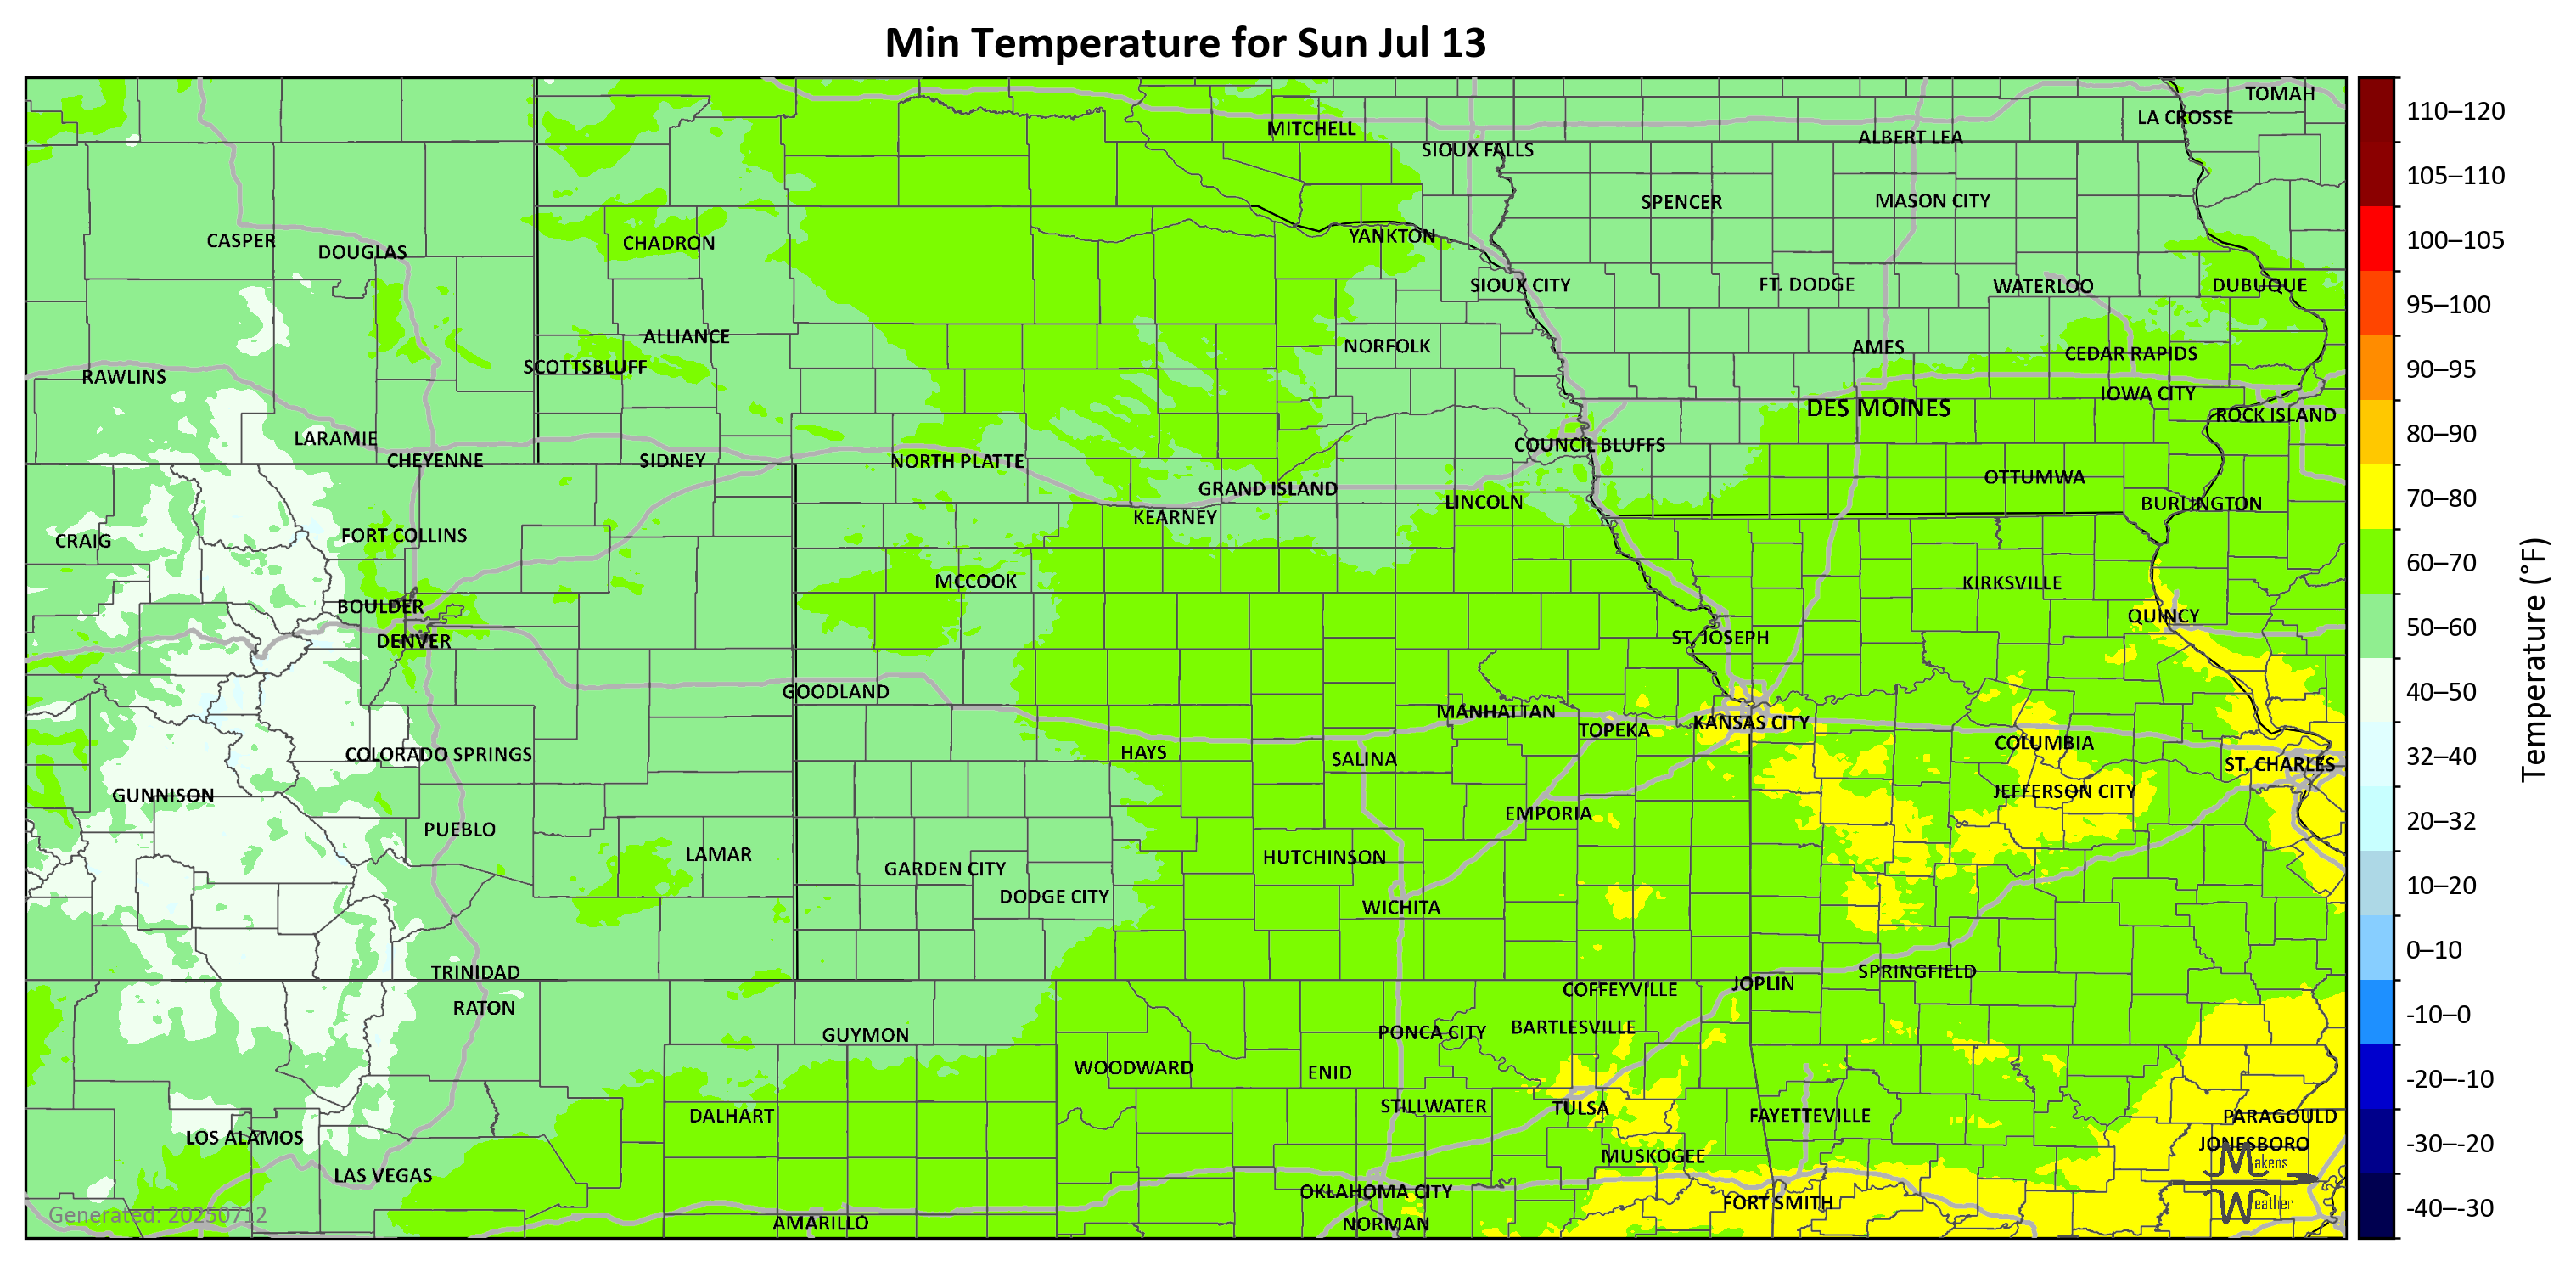 Min Temperature for Sun Jul 13
TOMAH
LA CROSSE
MITCHELL
ALBERT LEA
SIOUX FALLS
SPENCER
MASON CITY
CASPER
DOUGLAS
CHADRON
YANKTON
SIOUX CITY
FT. DODGE
WATERLOO
DUBUQUE
ALLIANCE
NORFOLK
AMES
CEDAR RAPIDS
SCOTTSBLUFF
RAWLINS
IOWA CITY
DES MOINES
ROCK ISLAND
LARAMIE
COUNCIL BLUFFS
CHEYENNE
SIDNEY
NORTH PLATTE
OTTUMWA
GRAND ISLAND
LINCOLN
BURLINGTON
KEARNEY
FORT COLLINS
CRAIG
MCCOOK
KIRKSVILLE
BOULDER
QUINCY
DENVER
ST. JOSEPH
GOODLAND
MANHATTAN
KANSAS CITY
TOPEKA
COLUMBIA
COLORADO SPRINGS
HAYS
SALINA
ST. CHARLES
GUNNISON
JEFFERSON CITY
EMPORIA
PUEBLO
LAMAR
HUTCHINSON
GARDEN CITY
DODGE CITY
WICHITA
TRINIDAD
SPRINGFIELD
JOPLIN
COFFEYVILLE
RATON
BARTLESVILLE
PONCA CITY
GUYMON
WOODWARD
ENID
STILLWATER
TULSA
DALHART
FAYETTEVILLE
PARAGOULD
LOS ALAMOS
JONESBORO
MUSKOGEE
LAS VEGAS
OKLAHOMA CITY
FORT SMITH
AMARILLO
NORMAN
Makens
Weather
Generated: 20250712
110–120
105–110
100–105
95–100
90–95
80–90
70–80
60–70
50–60
40–50
32–40
20–32
10–20
0–10
-10–0
-20–-10
-30–-20
-40–-30
Temperature (°F)